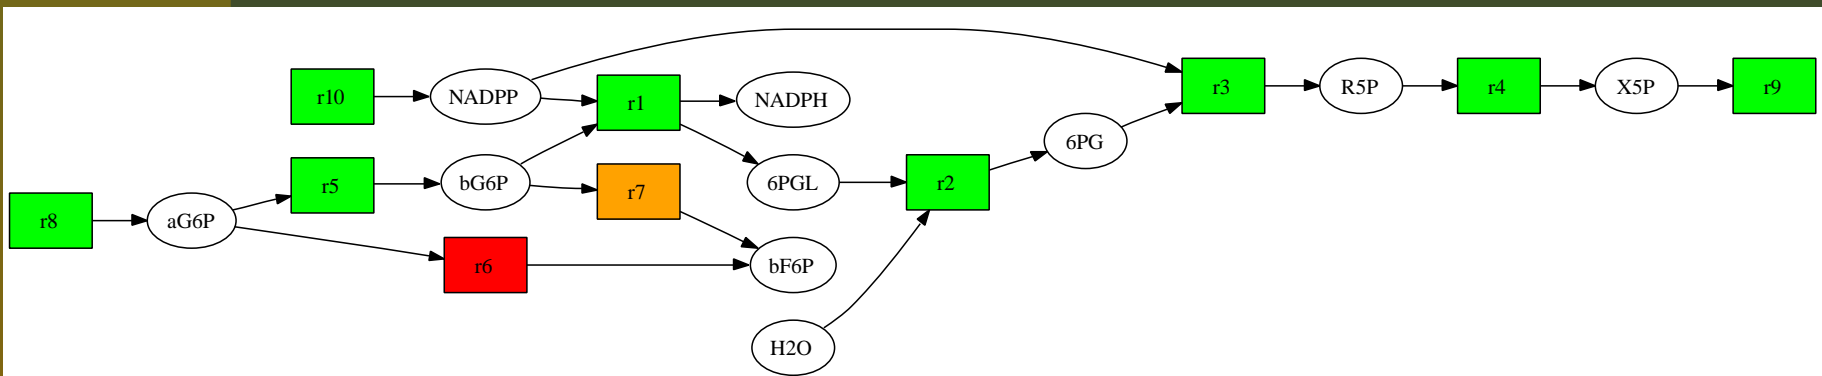 r10
NADPP
r1
NADPH
r3
R5P
r4
X5P
r9
6PG
r5
bG6P
r7
6PGL
r2
r8
aG6P
r6
bF6P
H2O